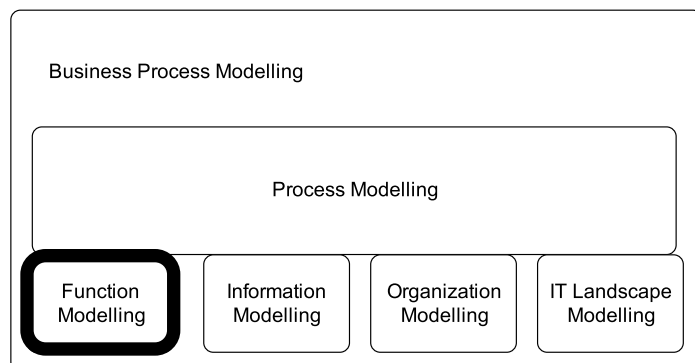 Business Process Modelling
Process Modelling
Function
Modelling
Information
Modelling
Organization
Modelling
IT Landscape
Modelling